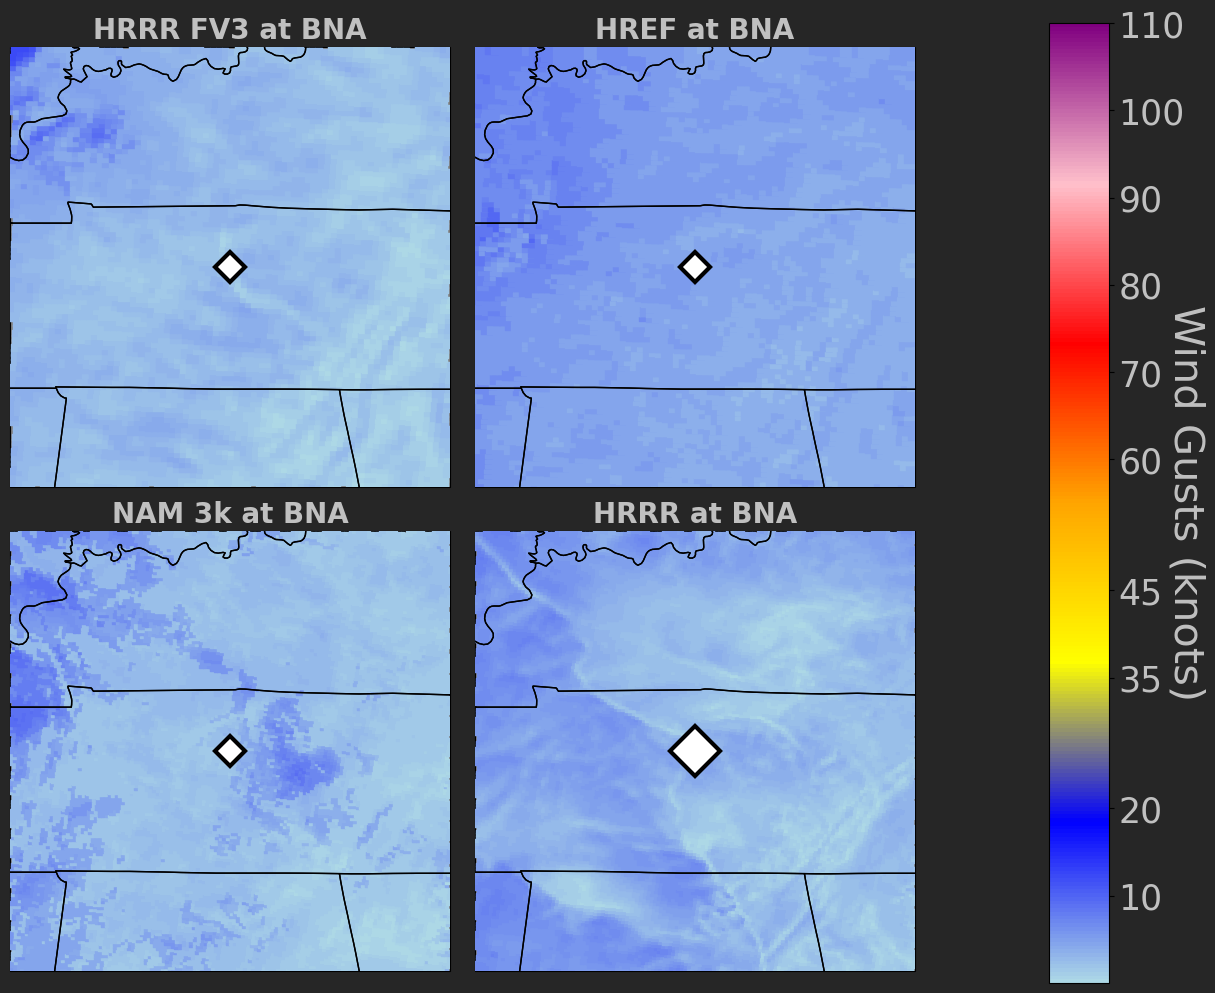 HRRR FV3 at BNA
HREF at BNA
NAM 3k at BNA
HRRR at BNA
110
100
90
80
70
60
45
35
20
10
Wind Gusts (knots)